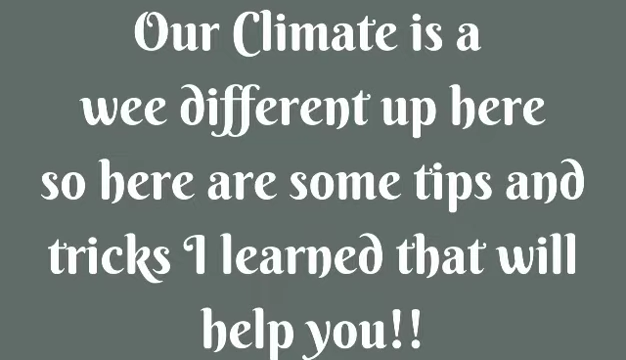 Our Climate is a
wee different up here
so here are some tips and
tricks I learned that will
help you!!